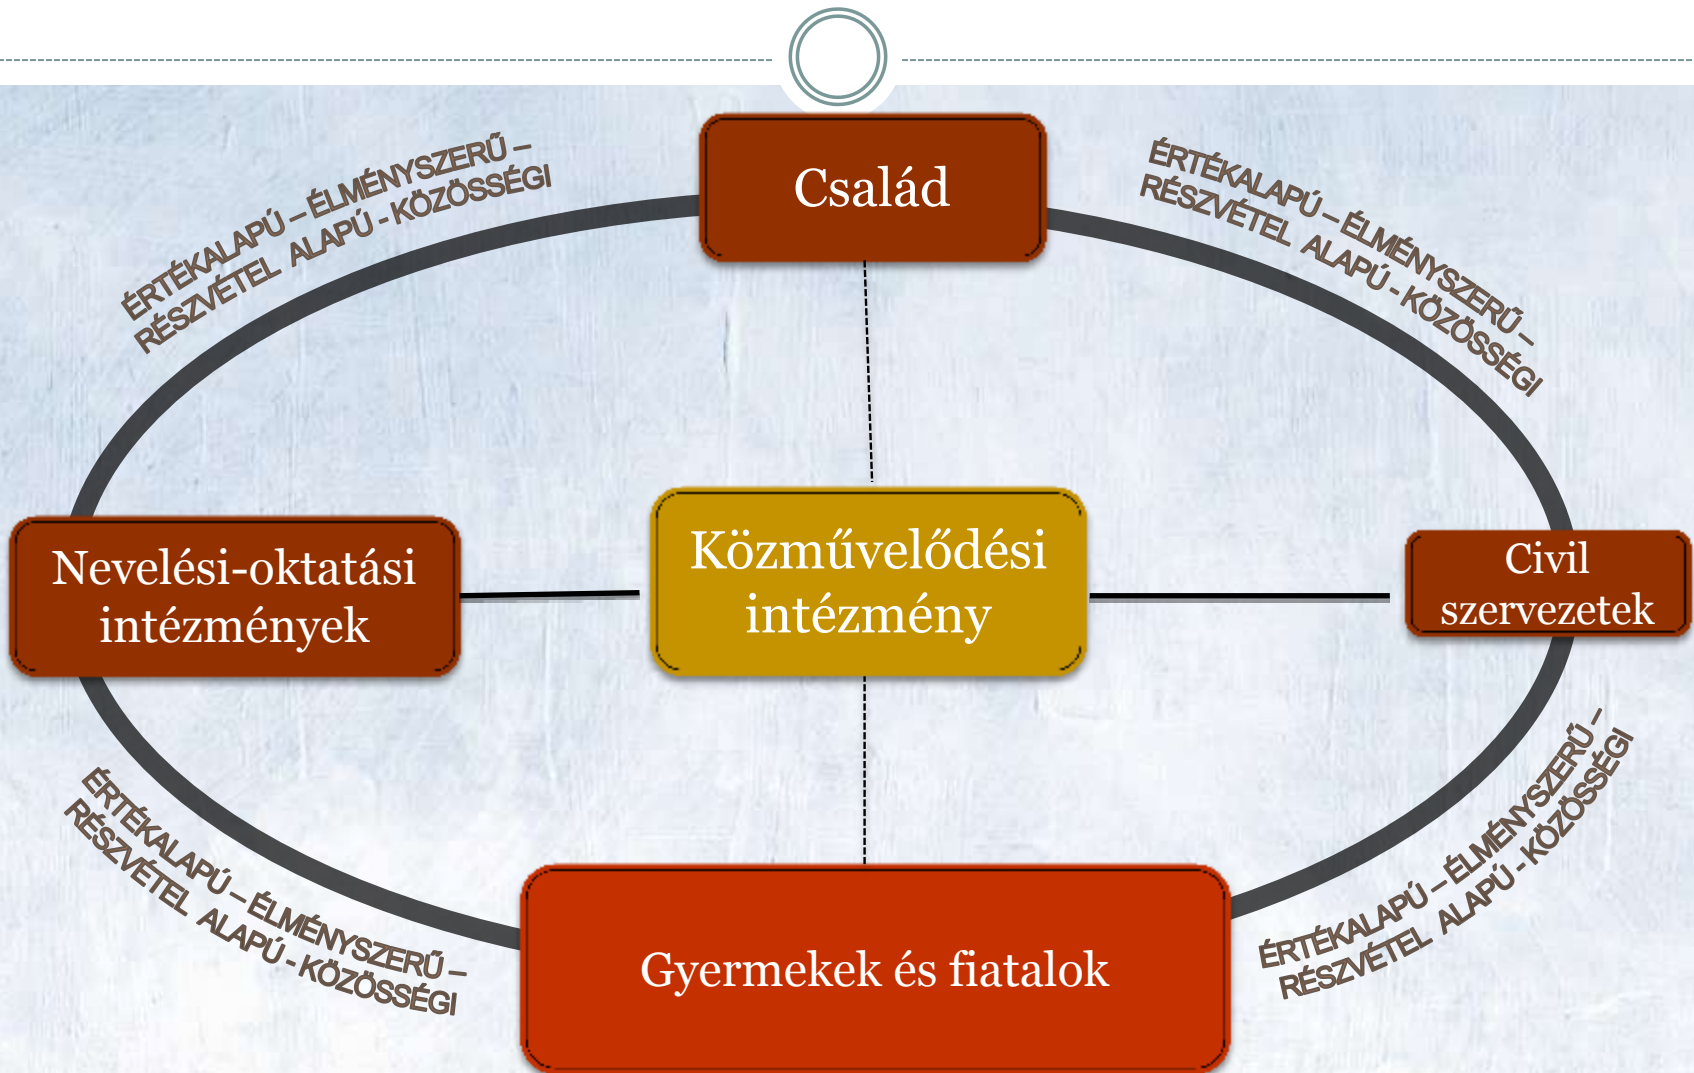 Család
ÉRTÉKALAPÚ – ÉLMÉNYSZERŰ –
RÉSZVÉTEL ALAPÚ - KÖZÖSSÉGI
ÉRTÉKALAPÚ – ÉLMÉNYSZERŰ –
RÉSZVÉTEL ALAPÚ - KÖZÖSSÉGI
Nevelési-oktatási
intézmények
Közművelődési
intézmény
Civil
szervezetek
ÉRTÉKALAPÚ – ÉLMÉNYSZERŰ –
RÉSZVÉTEL ALAPÚ - KÖZÖSSÉGI
ÉRTÉKALAPÚ – ÉLMÉNYSZERŰ –
RÉSZVÉTEL ALAPÚ - KÖZÖSSÉGI
Gyermekek és fiatalok